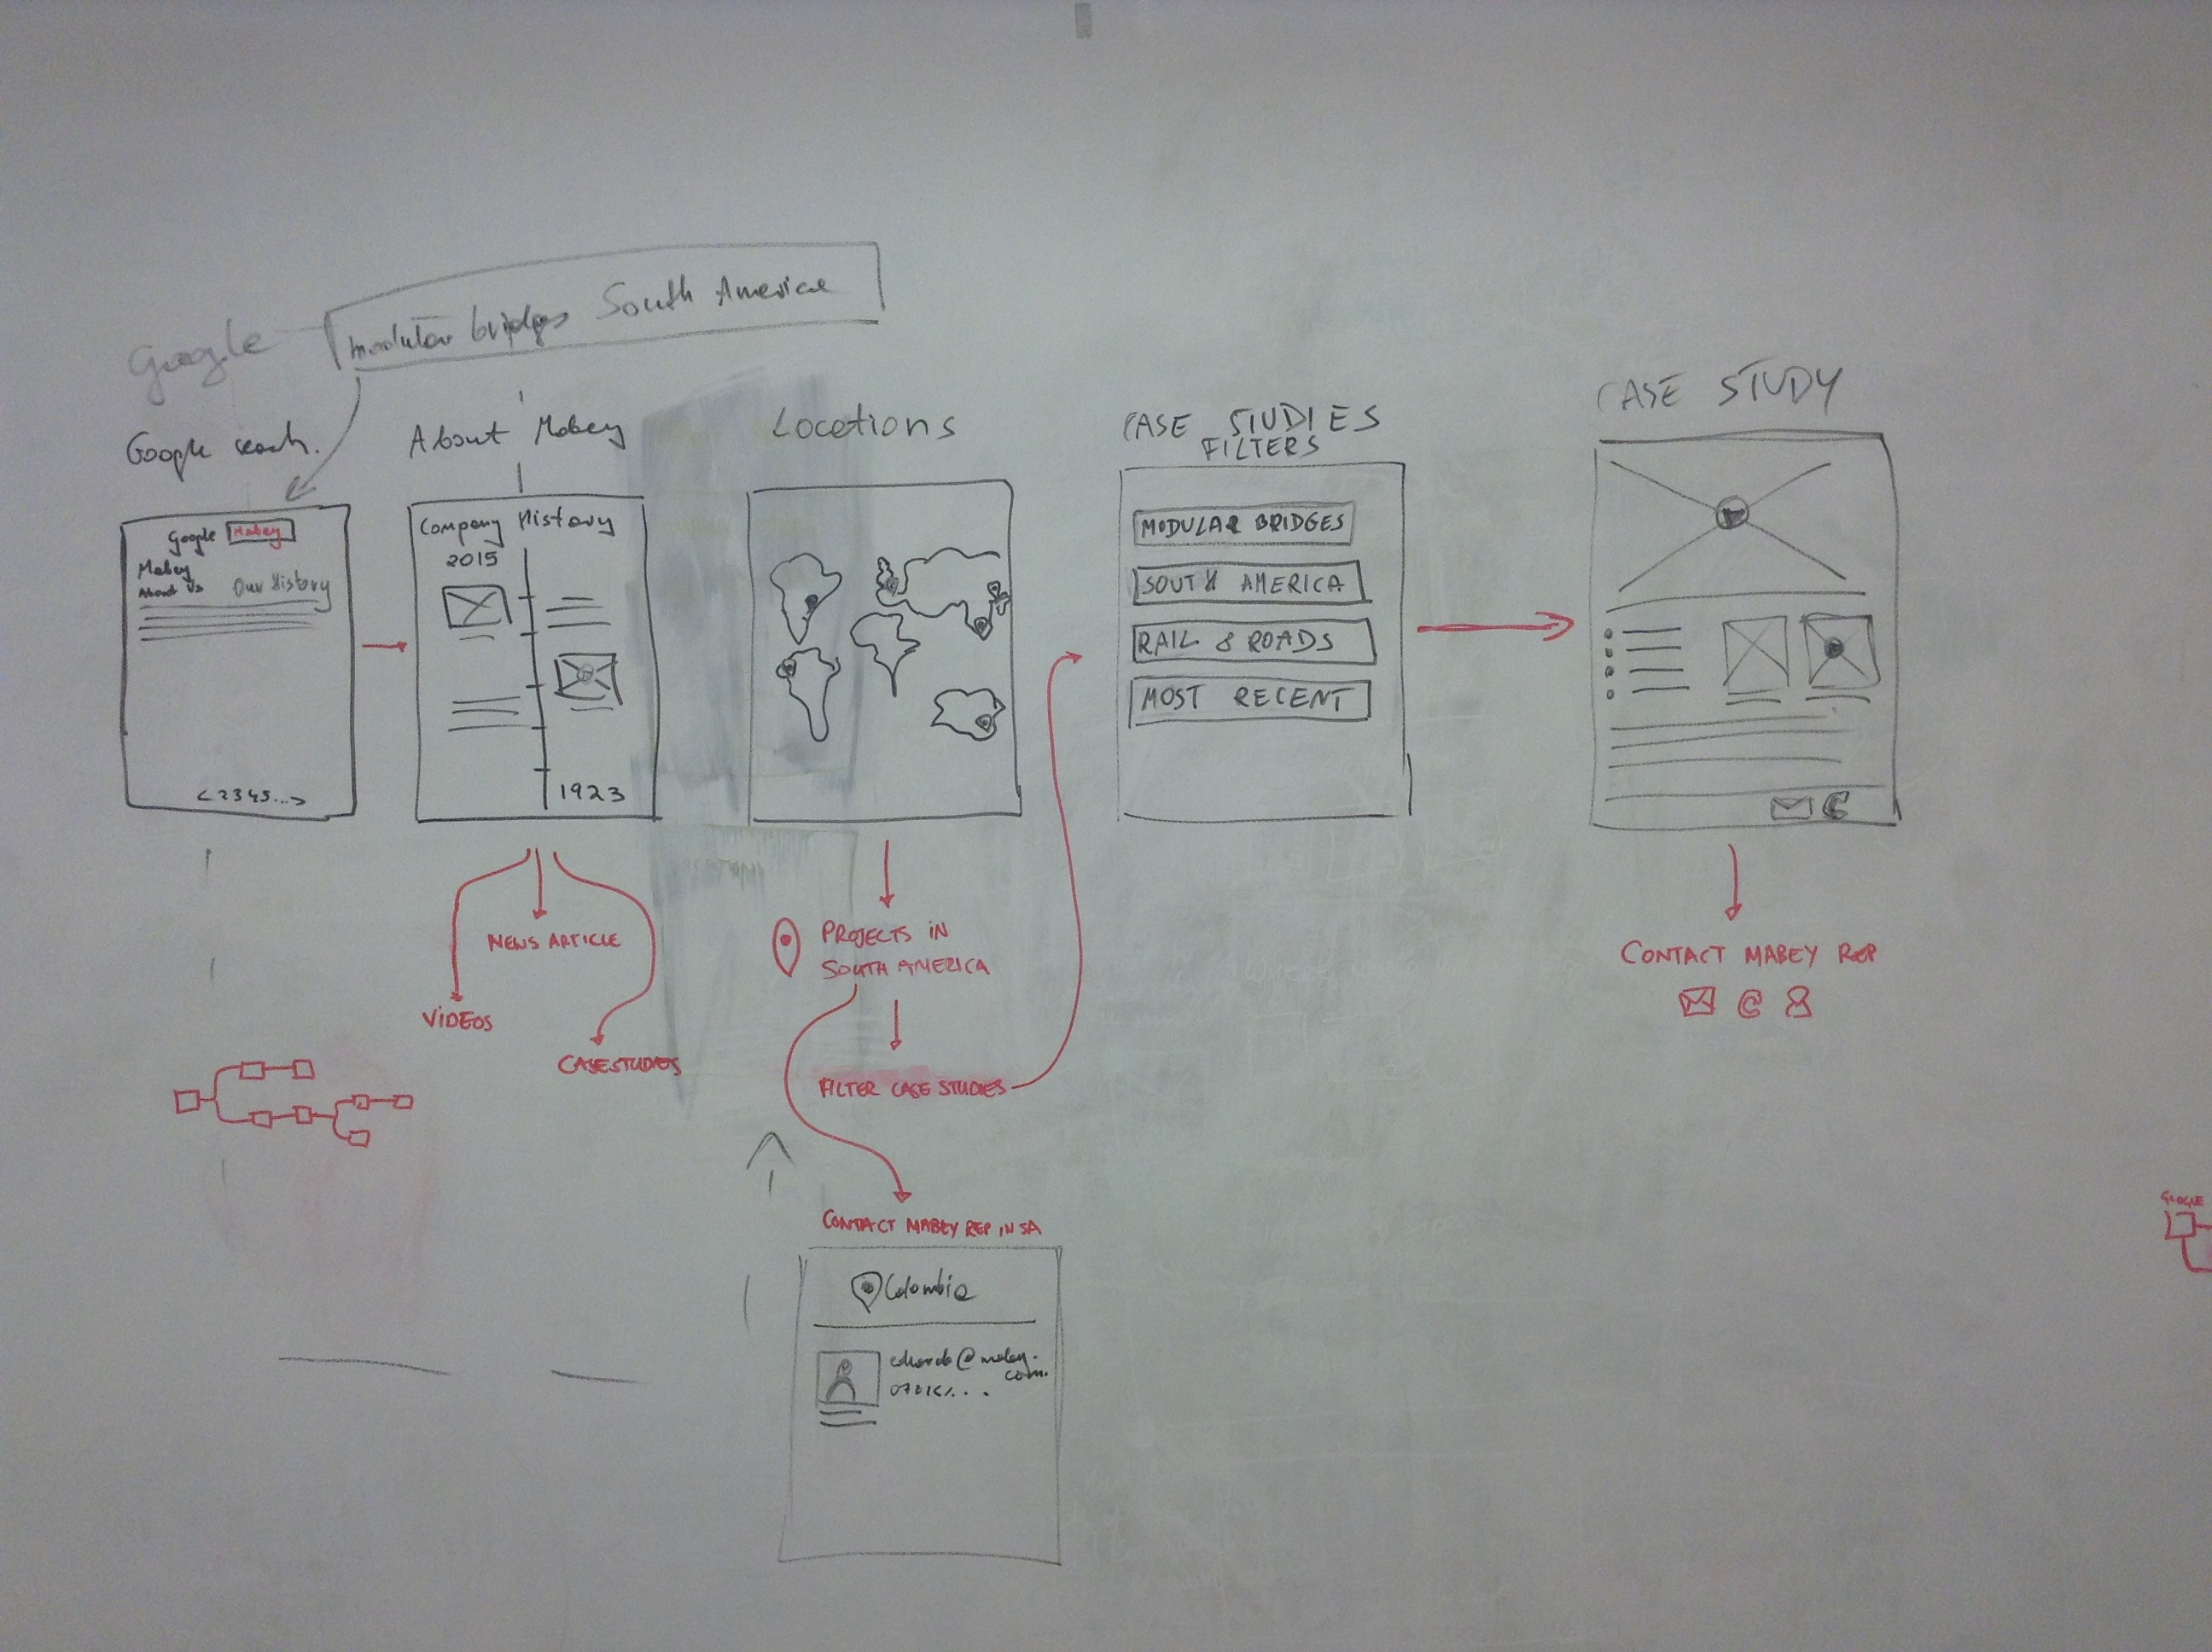 Google
modular bridges South America
Google search.
About Mabey
Locations
CASE STUDIES
FILTERS
CASE STUDY
Google Mabey
Mabey
About Us Our History
< 2345...>
Company History
2015
1923
MODULAR BRIDGES
SOUTH AMERICA
RAIL & ROADS
MOST RECENT
NEWS ARTICLE
VIDEOS
CASE STUDIES
PROJECTS IN
SOUTH AMERICA
FILTER CASE STUDIES
CONTACT MABEY REP
CONTACT MABEY REP IN SA
Colombia
@mabey.
com.
GOOGLE